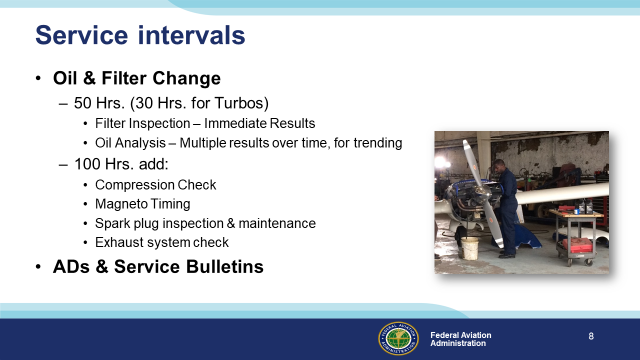 Service intervals
• Oil & Filter Change
– 50 Hrs. (30 Hrs. for Turbos)
• Filter Inspection – Immediate Results
• Oil Analysis – Multiple results over time, for trending
– 100 Hrs. add:
• Compression Check
• Magneto Timing
• Spark plug inspection & maintenance
• Exhaust system check
• ADs & Service Bulletins
Federal Aviation
Administration
8